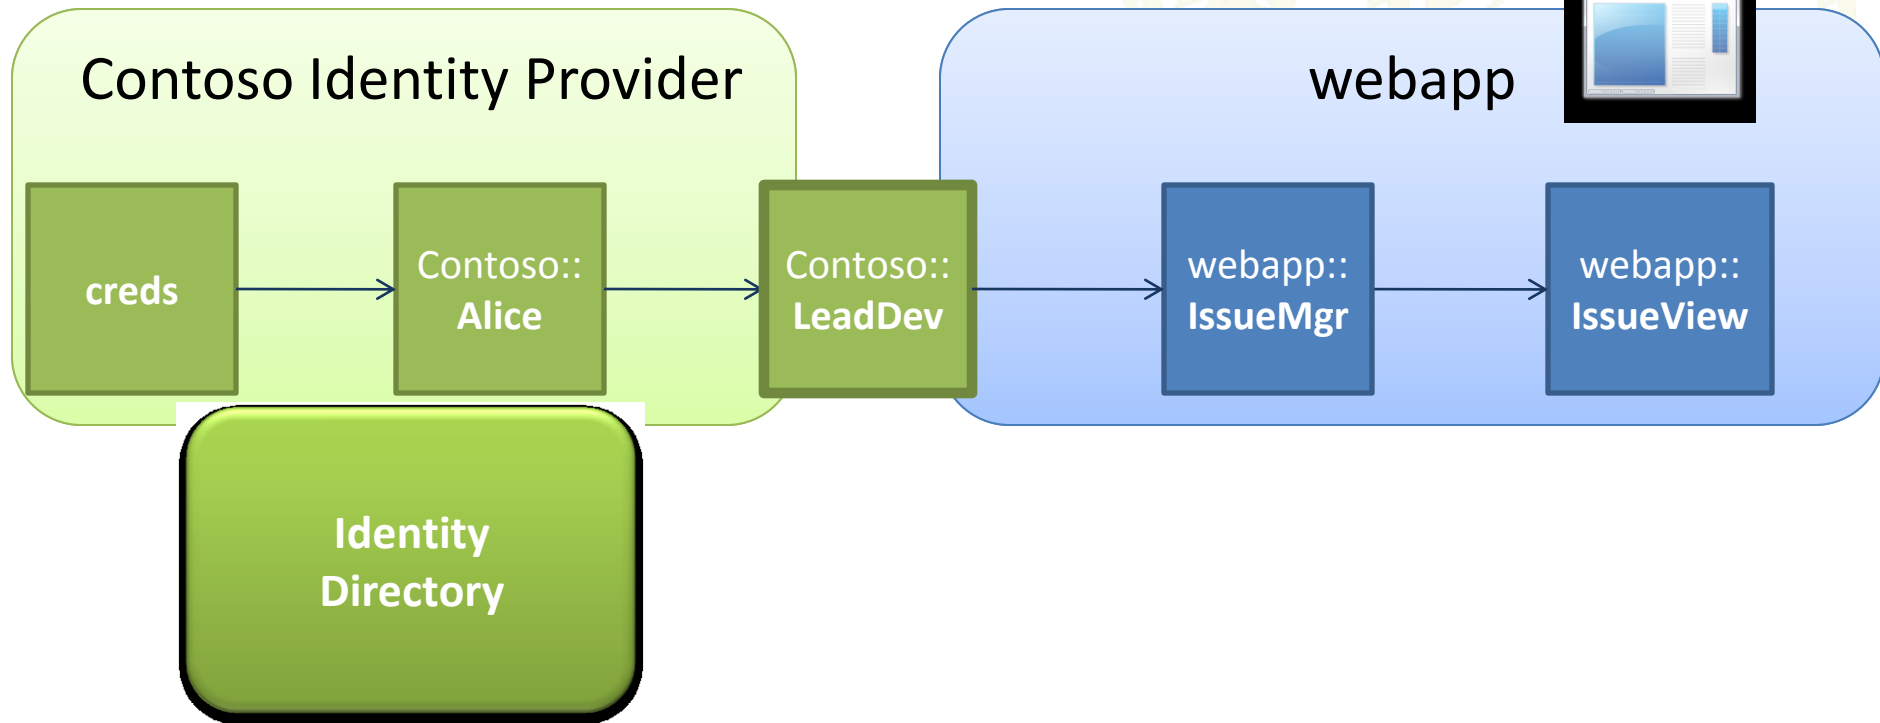 Contoso Identity Provider
webapp
creds
Contoso::
Alice
Contoso::
LeadDev
webapp::
IssueMgr
webapp::
IssueView
Identity
Directory